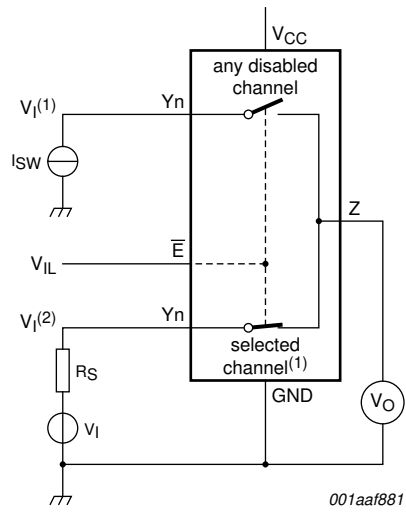 VCC
any disabled
channel
VI(1)
Yn
ISW
Z
E
VIL
VI(2)
Yn
selected
channel(1)
RS
GND
VO
VI
001aaf881